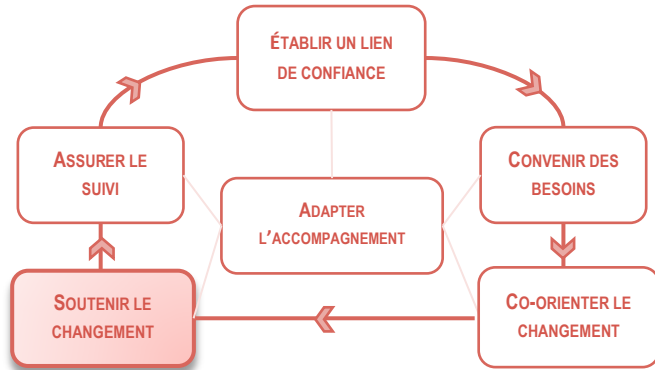 ÉTABLIR UN LIEN
DE CONFIANCE
ASSURER LE
SUIVI
CONVENIR DES
BESOINS
ADAPTER
L'ACCOMPAGNEMENT
SOUTENIR LE
CHANGEMENT
CO-ORIENTER LE
CHANGEMENT